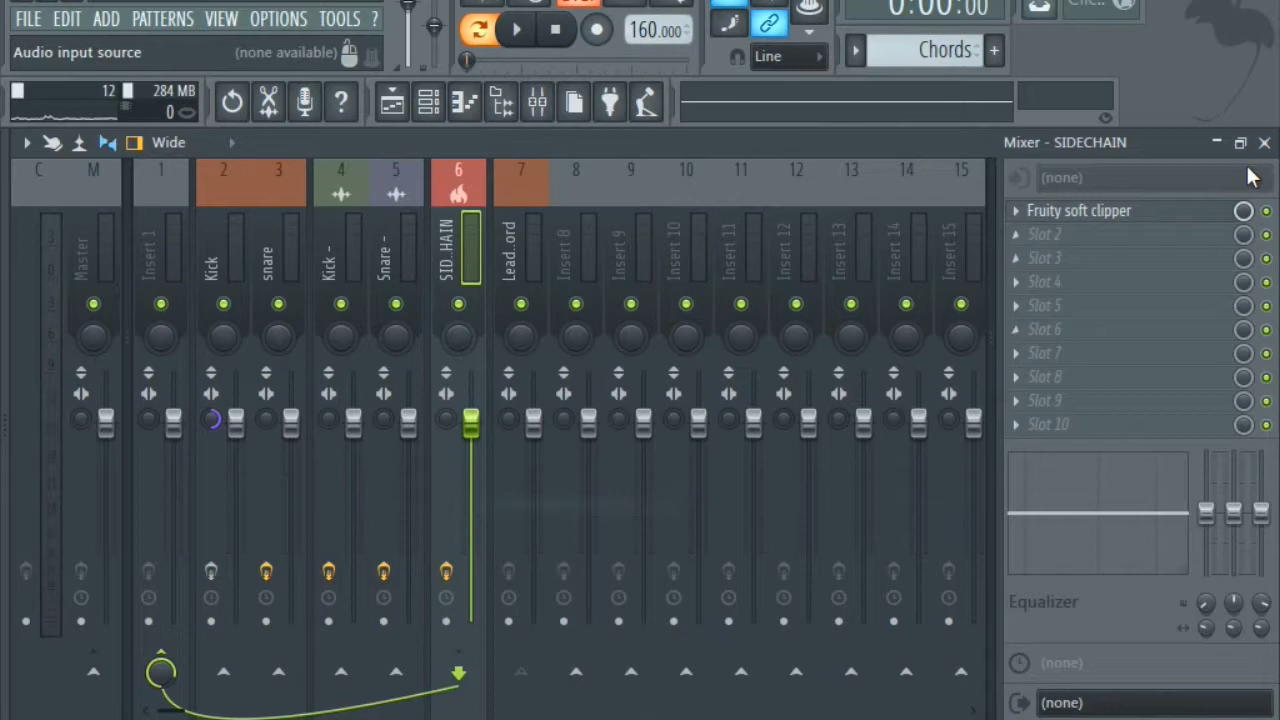 0:00:00
FILE EDIT ADD PATTERNS VIEW OPTIONS TOOLS ?
160.000
Audio input source (none available)
Line
Chords
12 284 MB
0
Wide
Mixer - SIDECHAIN
C M 1 2 3 4 5 6 7 8 9 10 11 12 13 14 15
(none)
Fruity soft clipper
Slot 2
Slot 3
Slot 4
Slot 5
Slot 6
Slot 7
Slot 8
Slot 9
Slot 10
Master
Insert 1
Kick
snare
Kick -
Snare -
SID..HAIN
Lead..ord
Insert 8
Insert 9
Insert 10
Insert 11
Insert 12
Insert 13
Insert 14
Insert 15
Equalizer
(none)
(none)